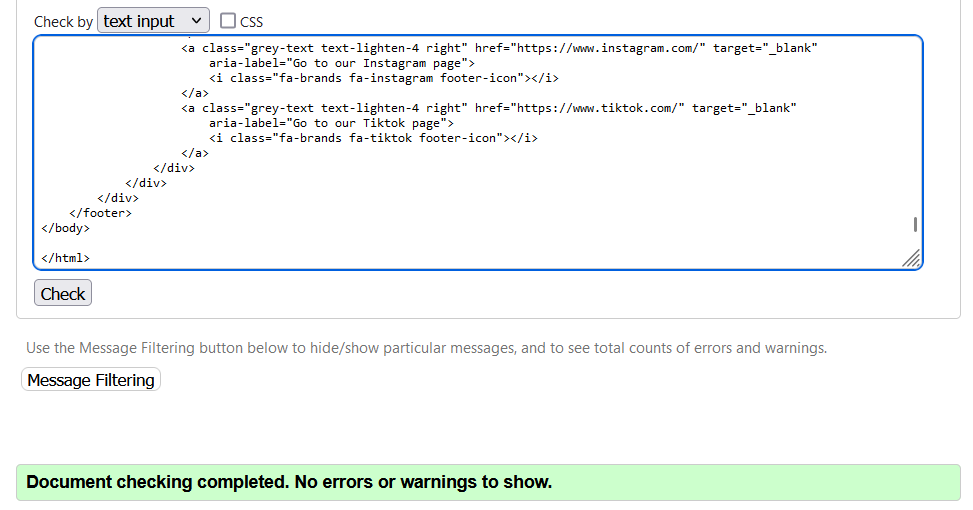 Check by text input CSS
<a class="grey-text text-lighten-4 right" href="https://www.instagram.com/" target="_blank"
aria-label="Go to our Instagram page">
<i class="fa-brands fa-instagram footer-icon"></i>
</a>
<a class="grey-text text-lighten-4 right" href="https://www.tiktok.com/" target="_blank"
aria-label="Go to our Tiktok page">
<i class="fa-brands fa-tiktok footer-icon"></i>
</a>
</div>
</div>
</div>
</footer>
</body>
</html>
Check
Use the Message Filtering button below to hide/show particular messages, and to see total counts of errors and warnings.
Message Filtering
Document checking completed. No errors or warnings to show.